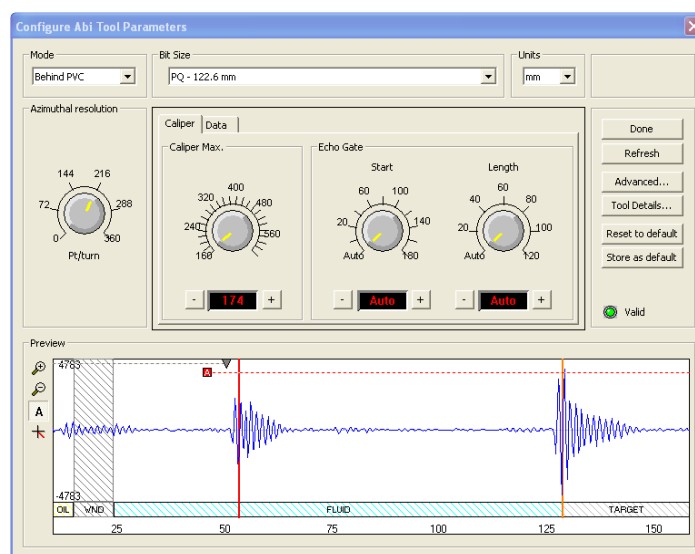 Configure Abi Tool Parameters
Mode
Behind PVC
Bit Size
PQ - 122.6 mm
Units
mm
Azimuthal resolution
0 72 144 216 288 360
Pt/turn
Caliper Data
Caliper Max.
160 240 320 400 480 560
- 174 +
Echo Gate
Start
Auto 20 60 100 140 180
- Auto +
Length
Auto 20 40 60 80 100 120
- Auto +
Done
Refresh
Advanced...
Tool Details...
Reset to default
Store as default
Valid
Preview
4783
A
A
-4783
OIL WND FLUID TARGET
25 50 75 100 125 150